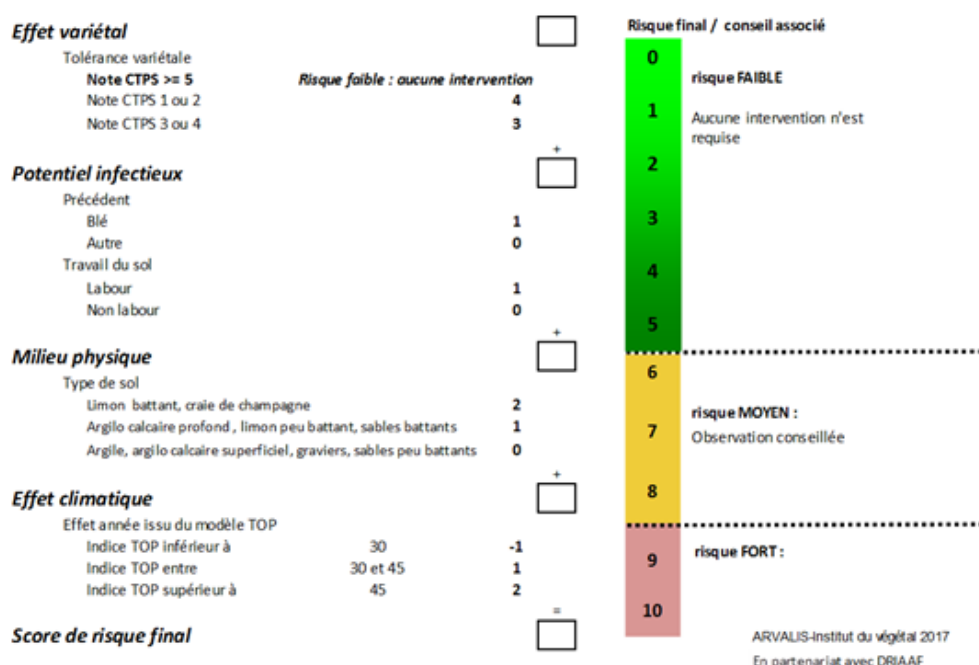 Effet variétal
Tolérance variétale
Note CTPS >= 5 Risque faible : aucune intervention
Note CTPS 1 ou 2 4
Note CTPS 3 ou 4 3
+
Potentiel infectieux
Précédent
Blé 1
Autre 0
Travail du sol
Labour 1
Non labour 0
+
Milieu physique
Type de sol
Limon battant, craie de champagne 2
Argilo calcaire profond , limon peu battant, sables battants 1
Argile, argilo calcaire superficiel, graviers, sables peu battants 0
+
Effet climatique
Effet année issu du modèle TOP
Indice TOP inférieur à 30 -1
Indice TOP entre 30 et 45 1
Indice TOP supérieur à 45 2
=
Score de risque final
Risque final / conseil associé
0
risque FAIBLE
1
Aucune intervention n'est
requise
2
3
4
5
6
risque MOYEN :
7
Observation conseillée
8
risque FORT :
9
10
ARVALIS-Institut du végétal 2017
En partenariat avec DRIAAF